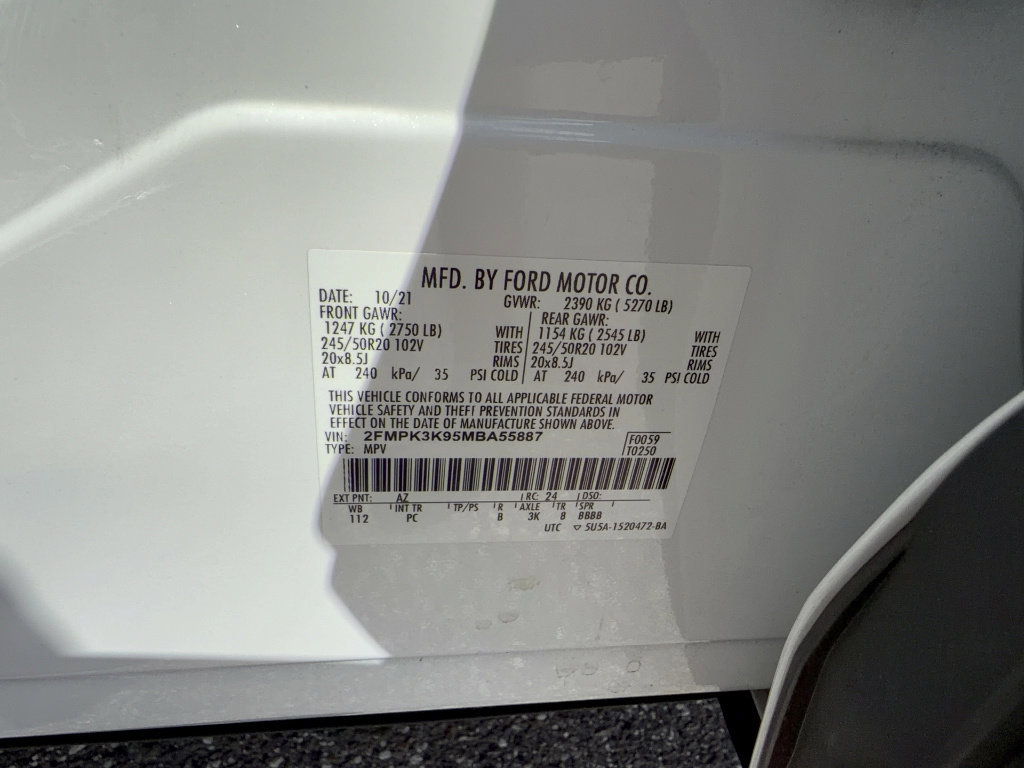 MFD. BY FORD MOTOR CO.
DATE: 10/21 GVWR: 2390 KG ( 5270 LB)
FRONT GAWR: REAR GAWR:
1247 KG ( 2750 LB) WITH 1154 KG ( 2545 LB) WITH
245/50R20 102V TIRES 245/50R20 102V TIRES
20x8.5J RIMS 20x8.5J RIMS
AT 240 kPa/ 35 PSI COLD AT 240 kPa/ 35 PSI COLD
THIS VEHICLE CONFORMS TO ALL APPLICABLE FEDERAL MOTOR
VEHICLE SAFETY AND THEFT PREVENTION STANDARDS IN
EFFECT ON THE DATE OF MANUFACTURE SHOWN ABOVE.
VIN: 2FMPK3K95MBA55887 F0059
TYPE: MPV T0250
EXT PNT: AZ RC: 24 DSO:
WB INT TR TP/PS R AXLE TR SPR
112 PC B 3K 8 BBBB
UTC ▽ 5U5A-1520472-BA